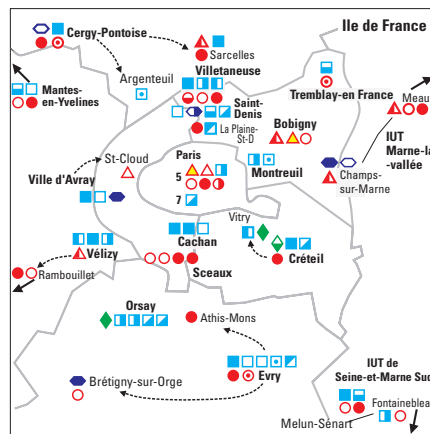 Ile de France
Cergy-Pontoise
Sarcelles
Argenteuil
Villetaneuse
Mantes-
en-Yvelines
Saint-
Denis
La Plaine-
St-D
Tremblay-en France
Meau
Bobigny
IUT
Marne-la-
vallée
St-Cloud
Paris
5
7
Ville d'Avray
Montreuil
Champs-
sur-Marne
Vitry
Cachan
Vélizy
Créteil
Sceaux
Rambouillet
Orsay
Athis-Mons
Evry
Brétigny-sur-Orge
IUT de
Seine-et-Marne Sud
Fontaineblea
Melun-Sénart